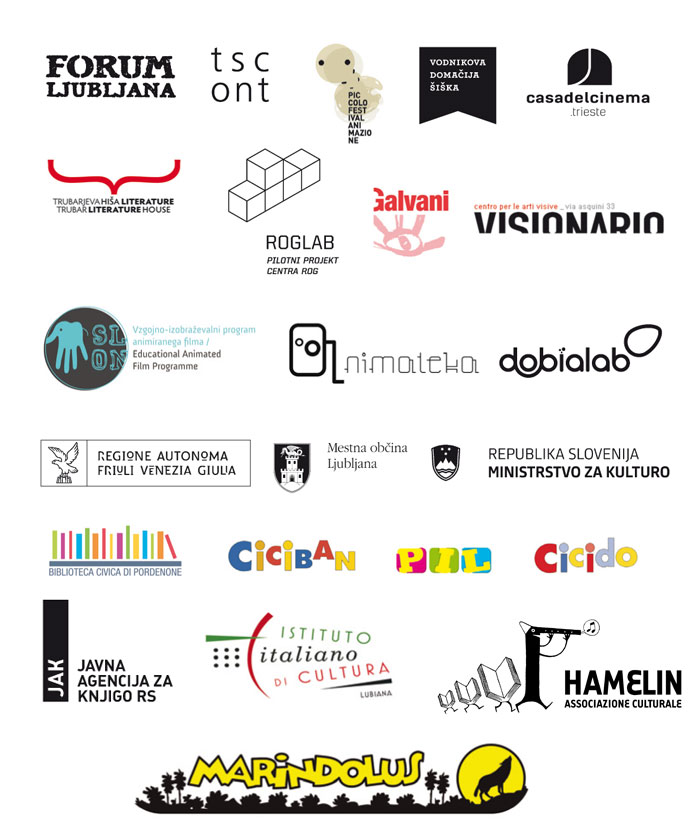 FORUM
LJUBLJANA
tsc
ont
PIC
COLO FEST
IVAL ANI
MAZIO
NE
VODNIKOVA
DOMAČIJA
ŠIŠKA
casadelcinema
.trieste
TRUBARJEVA HIŠA LITERATURE
TRUBAR LITERATURE HOUSE
ROGLAB
PILOTNI PROJEKT
CENTRA ROG
Galvani
centro per le arti visive _ via asquini 33
VISIONARIO
SL
ON
Vzgojno-izobraževalni program
animiranega filma /
Educational Animated
Film Programme
animateka
dobialab
REGIONE AUTONOMA
FRIULI VENEZIA GIULIA
Mestna občina
Ljubljana
REPUBLIKA SLOVENIJA
MINISTRSTVO ZA KULTURO
BIBLIOTECA CIVICA DI PORDENONE
CICIBAN
PIL
Cicido
JAK
JAVNA
AGENCIJA ZA
KNJIGO RS
ISTITUTO
italiano
DI CULTURA
LUBIANA
HAMELIN
ASSOCIAZIONE CULTURALE
MARINDOLUS